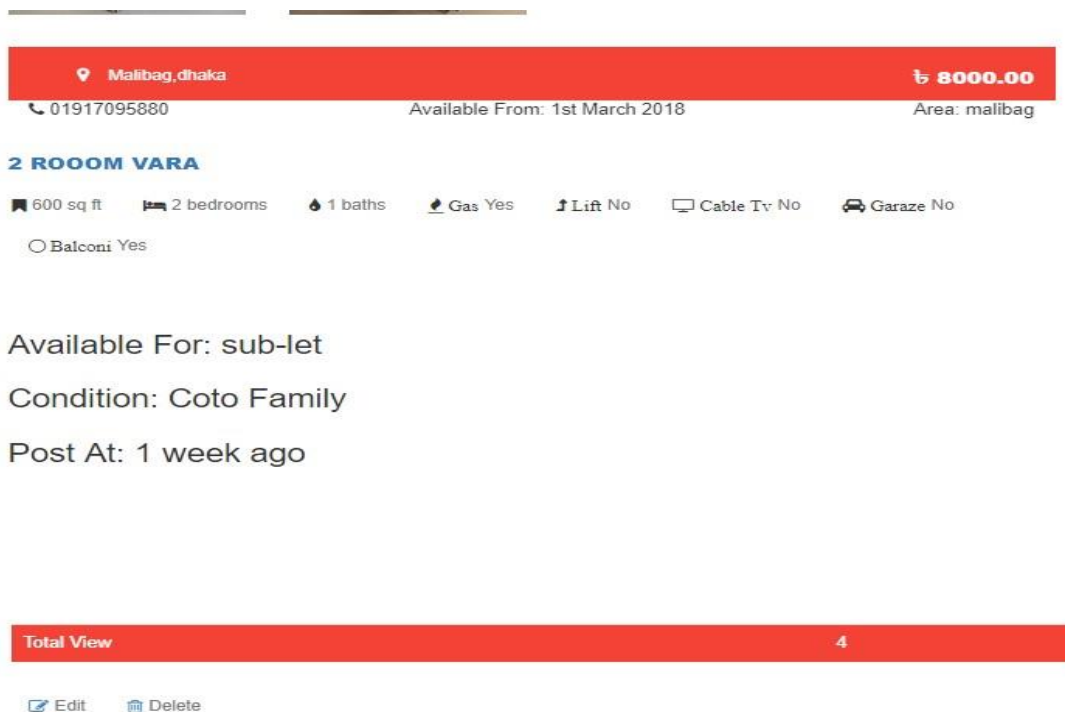 Malibag,dhaka ৳ 8000.00
01917095880 Available From: 1st March 2018 Area: malibag
2 ROOOM VARA
600 sq ft 2 bedrooms 1 baths Gas Yes Lift No Cable Tv No Garaze No
Balconi Yes
Available For: sub-let
Condition: Coto Family
Post At: 1 week ago
Total View 4
Edit Delete